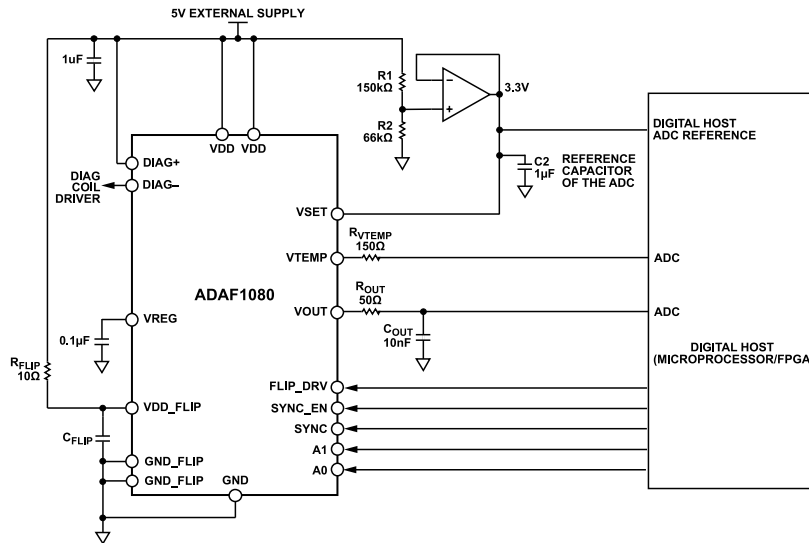 5V EXTERNAL SUPPLY
1uF
R1
150kΩ
R2
66kΩ
−
+
3.3V
DIGITAL HOST
ADC REFERENCE
VDD VDD
DIAG+
DIAG–
DIAG
COIL
DRIVER
C2
1µF
REFERENCE
CAPACITOR
OF THE ADC
VSET
RVTEMP
150Ω
VTEMP
ADC
ADAF1080
ROUT
50Ω
VOUT
ADC
VREG
0.1µF
COUT
10nF
DIGITAL HOST
(MICROPROCESSOR/FPGA
RFLIP
10Ω
FLIP_DRV
VDD_FLIP
SYNC_EN
CFLIP
SYNC
A1
GND_FLIP
GND_FLIP
GND
A0